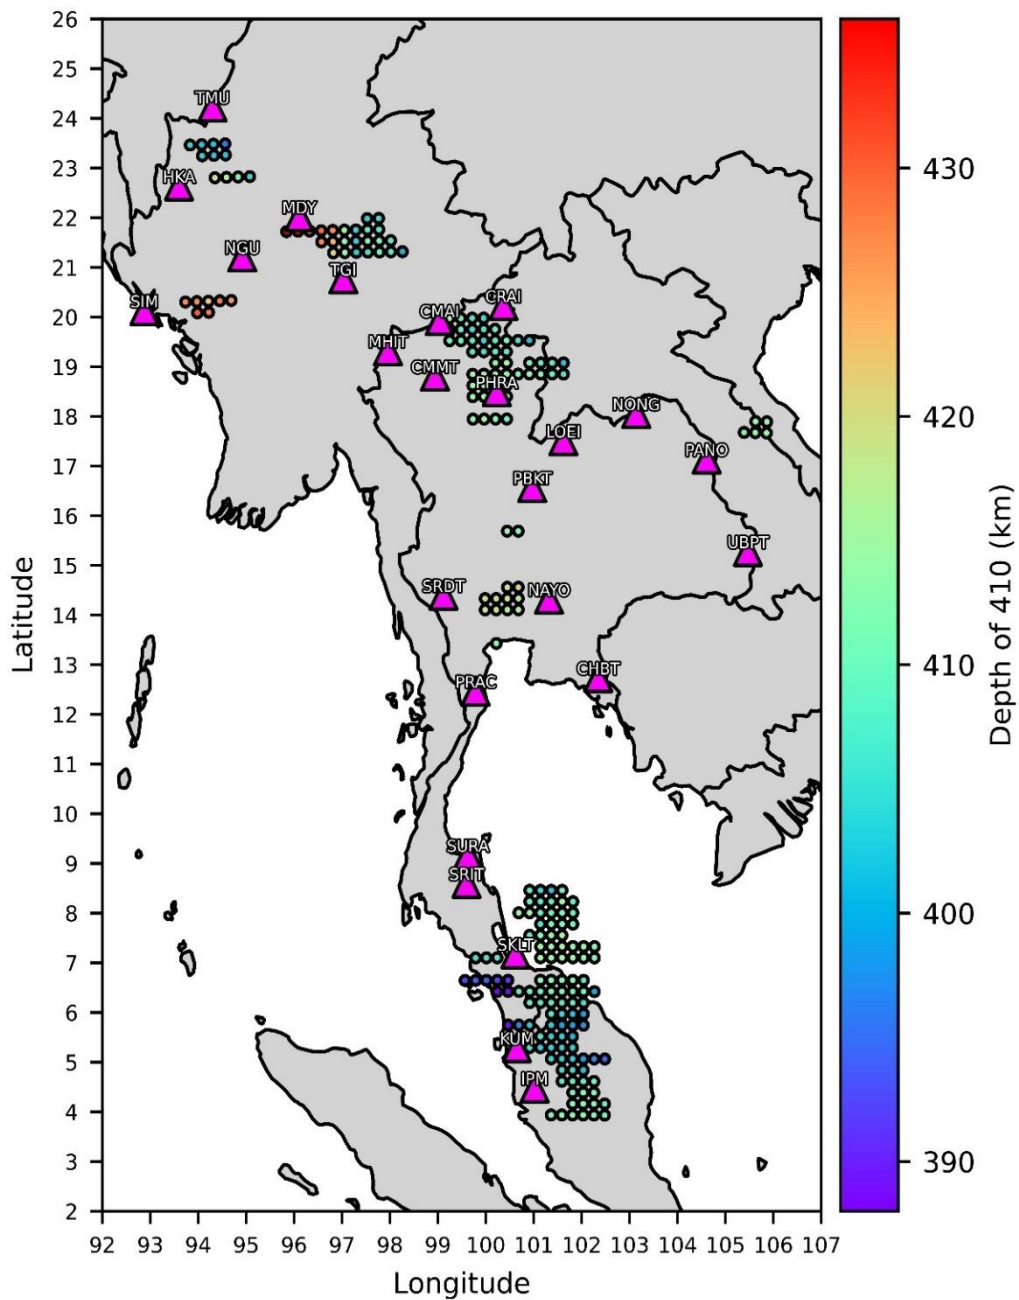 26
25
24
23
22
21
20
19
18
17
16
15
14
13
12
11
10
9
8
7
6
5
4
3
2
Latitude
TMU
HKA
MDY
NGU
TGI
SIM
CRAI
CMAI
MHIT
CMMT
PHRA
NONG
LOEI
PANO
PBKT
UBPT
SRDT
NAYO
CHBT
PRAC
SURA
SRIT
SKLT
KUM
IPM
92 93 94 95 96 97 98 99 100 101 102 103 104 105 106 107
Longitude
430
420
410
400
390
Depth of 410 (km)